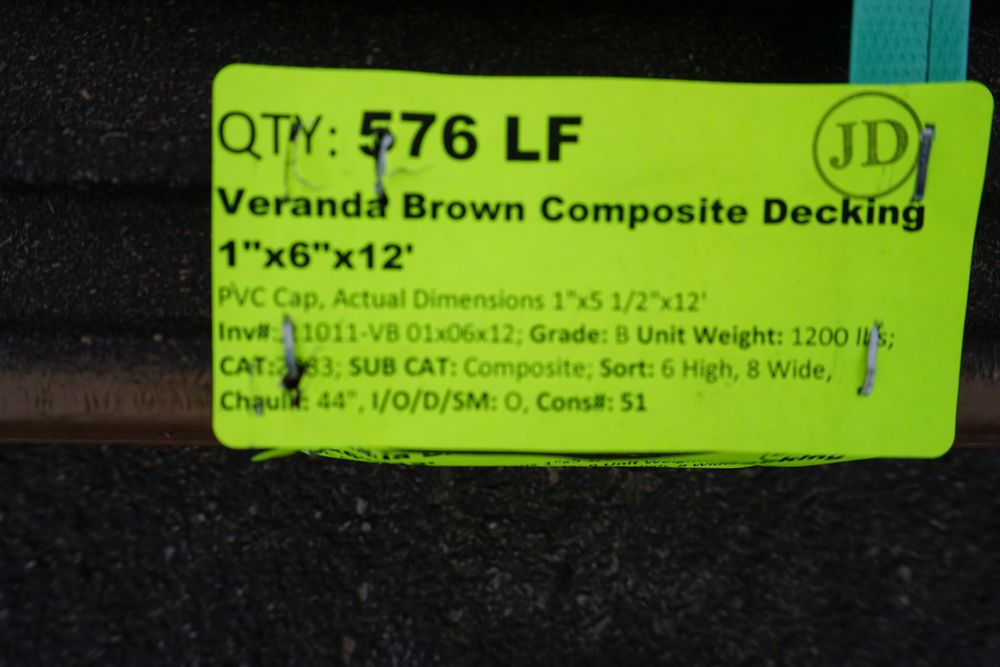 QTY: 576 LF
JD
Veranda Brown Composite Decking
1"x6"x12'
PVC Cap, Actual Dimensions 1"x5 1/2"x12'
Inv#: 11011-VB 01x06x12; Grade: B Unit Weight: 1200 lbs;
CAT: SUB CAT: Composite; Sort: 6 High, 8 Wide,
Chaulk: 44", I/O/D/SM: O, Cons#: 51